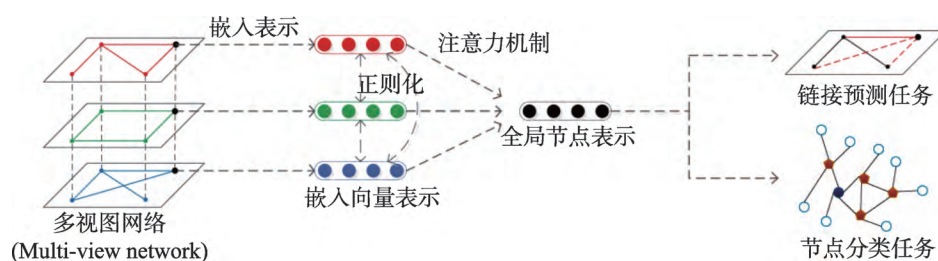 嵌入表示
注意力机制
正则化
全局节点表示
嵌入向量表示
多视图网络
(Multi-view network)
链接预测任务
节点分类任务